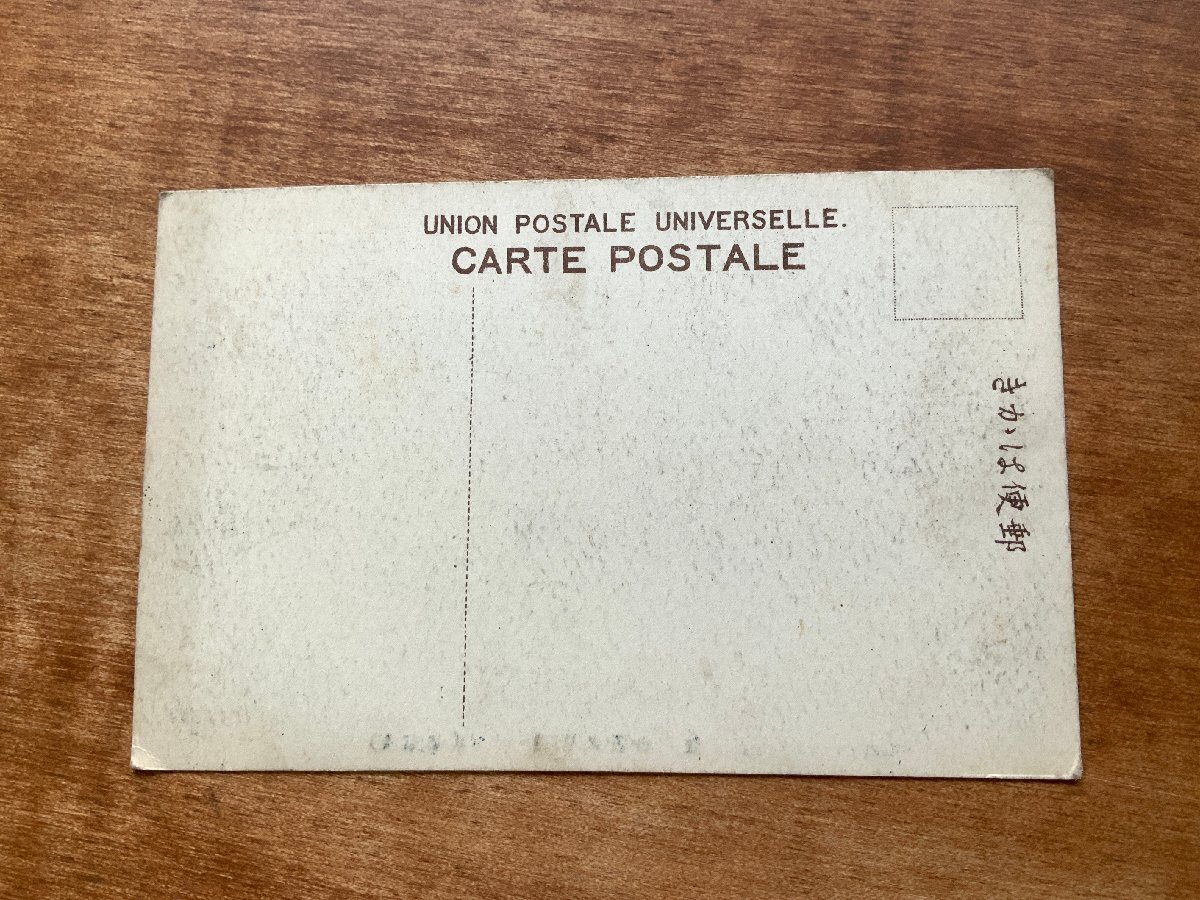 UNION POSTALE UNIVERSELLE.
CARTE POSTALE
郵便はがき